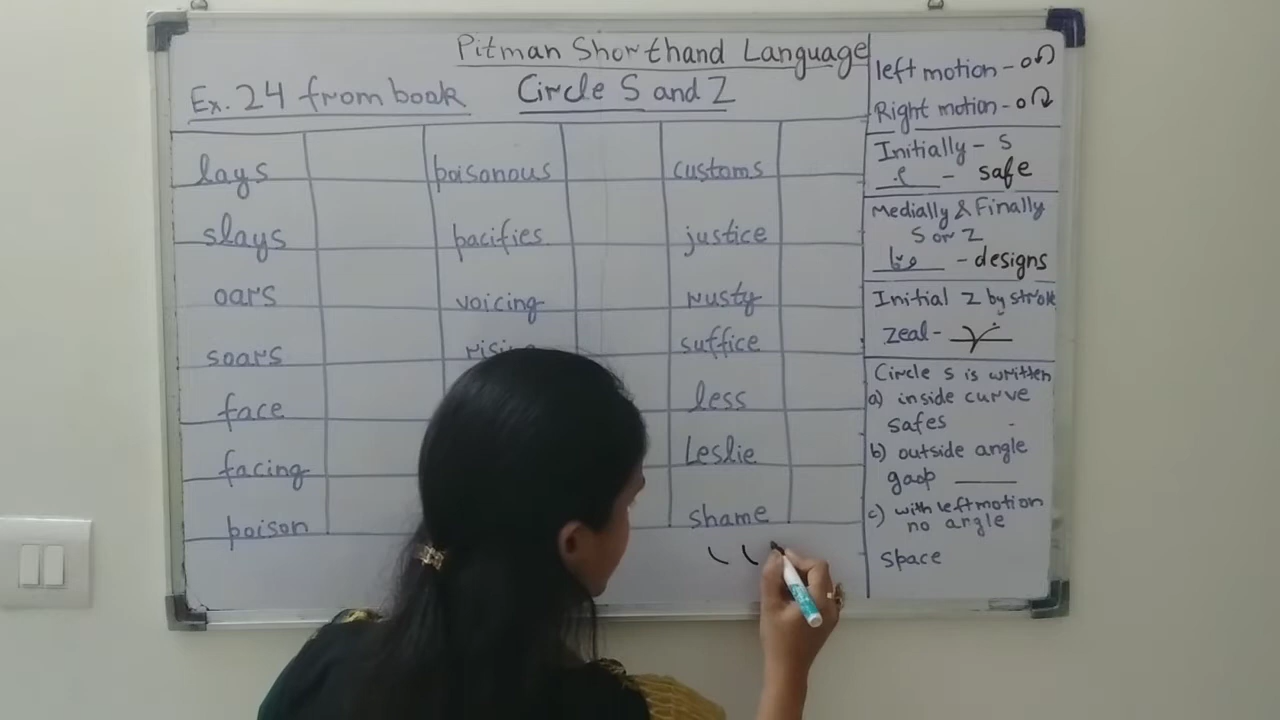 Pitman Shorthand Language
Ex. 24 from book
Circle S and Z
lays poisonous customs
slays pacifies justice
oars voicing rusty
soars suffice
face less
facing Leslie
poison shame
left motion -
Right motion -
Initially - S
- safe
Medially & Finally
S or Z
- designs
Initial Z by stroke
Zeal -
Circle s is written
a) inside curve
safes
b) outside angle
gasp
c) with left motion
no angle
space